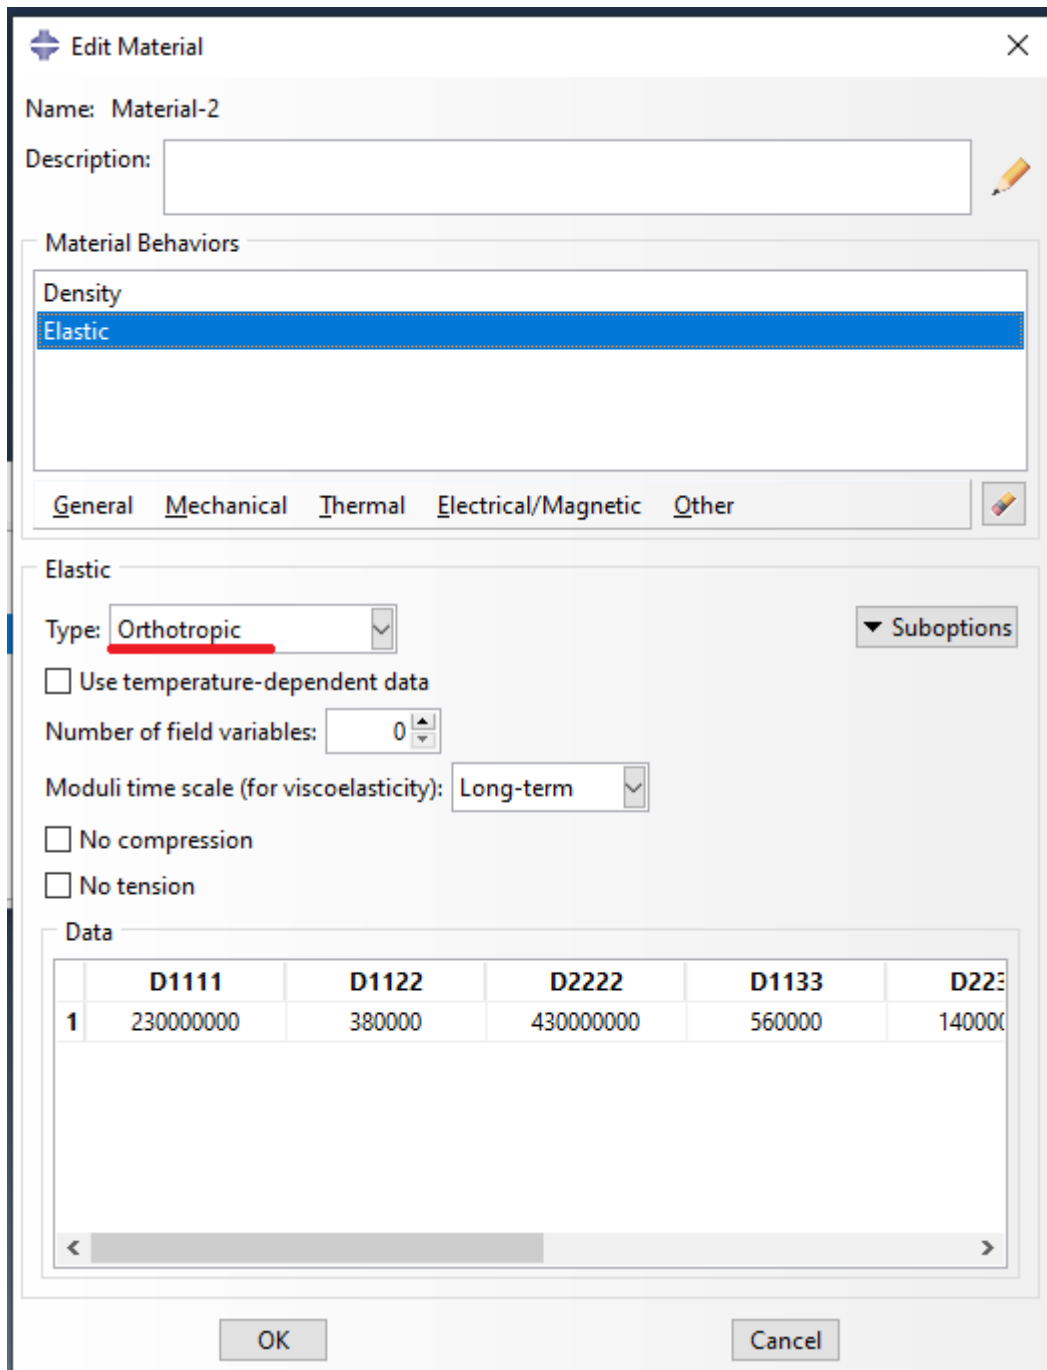 Edit Material
Name: Material-2
Description:
Material Behaviors
Density
Elastic
General Mechanical Thermal Electrical/Magnetic Other
Elastic
Type: Orthotropic Suboptions
Use temperature-dependent data
Number of field variables: 0
Moduli time scale (for viscoelasticity): Long-term
No compression
No tension
Data
D1111 D1122 D2222 D1133
1 230000000 380000 430000000 560000
OK Cancel